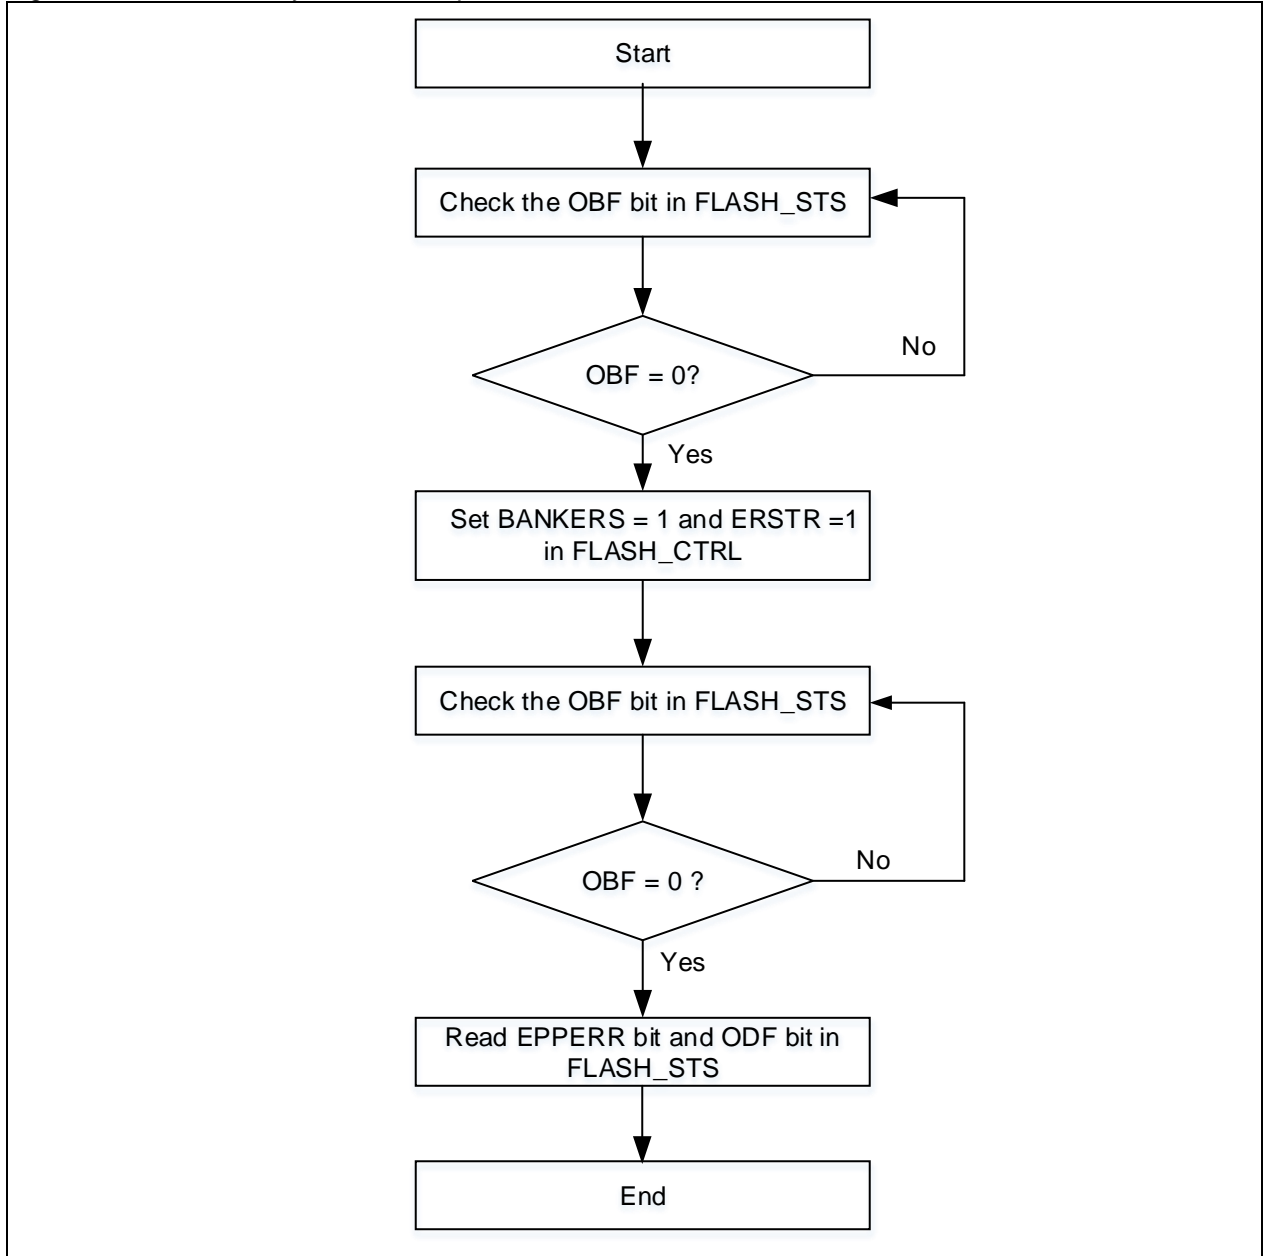 Start
Check the OBF bit in FLASH_STS
OBF = 0?
No
Yes
Set BANKERS = 1 and ERSTR =1
in FLASH_CTRL
Check the OBF bit in FLASH_STS
OBF = 0 ?
No
Yes
Read EPPERR bit and ODF bit in
FLASH_STS
End